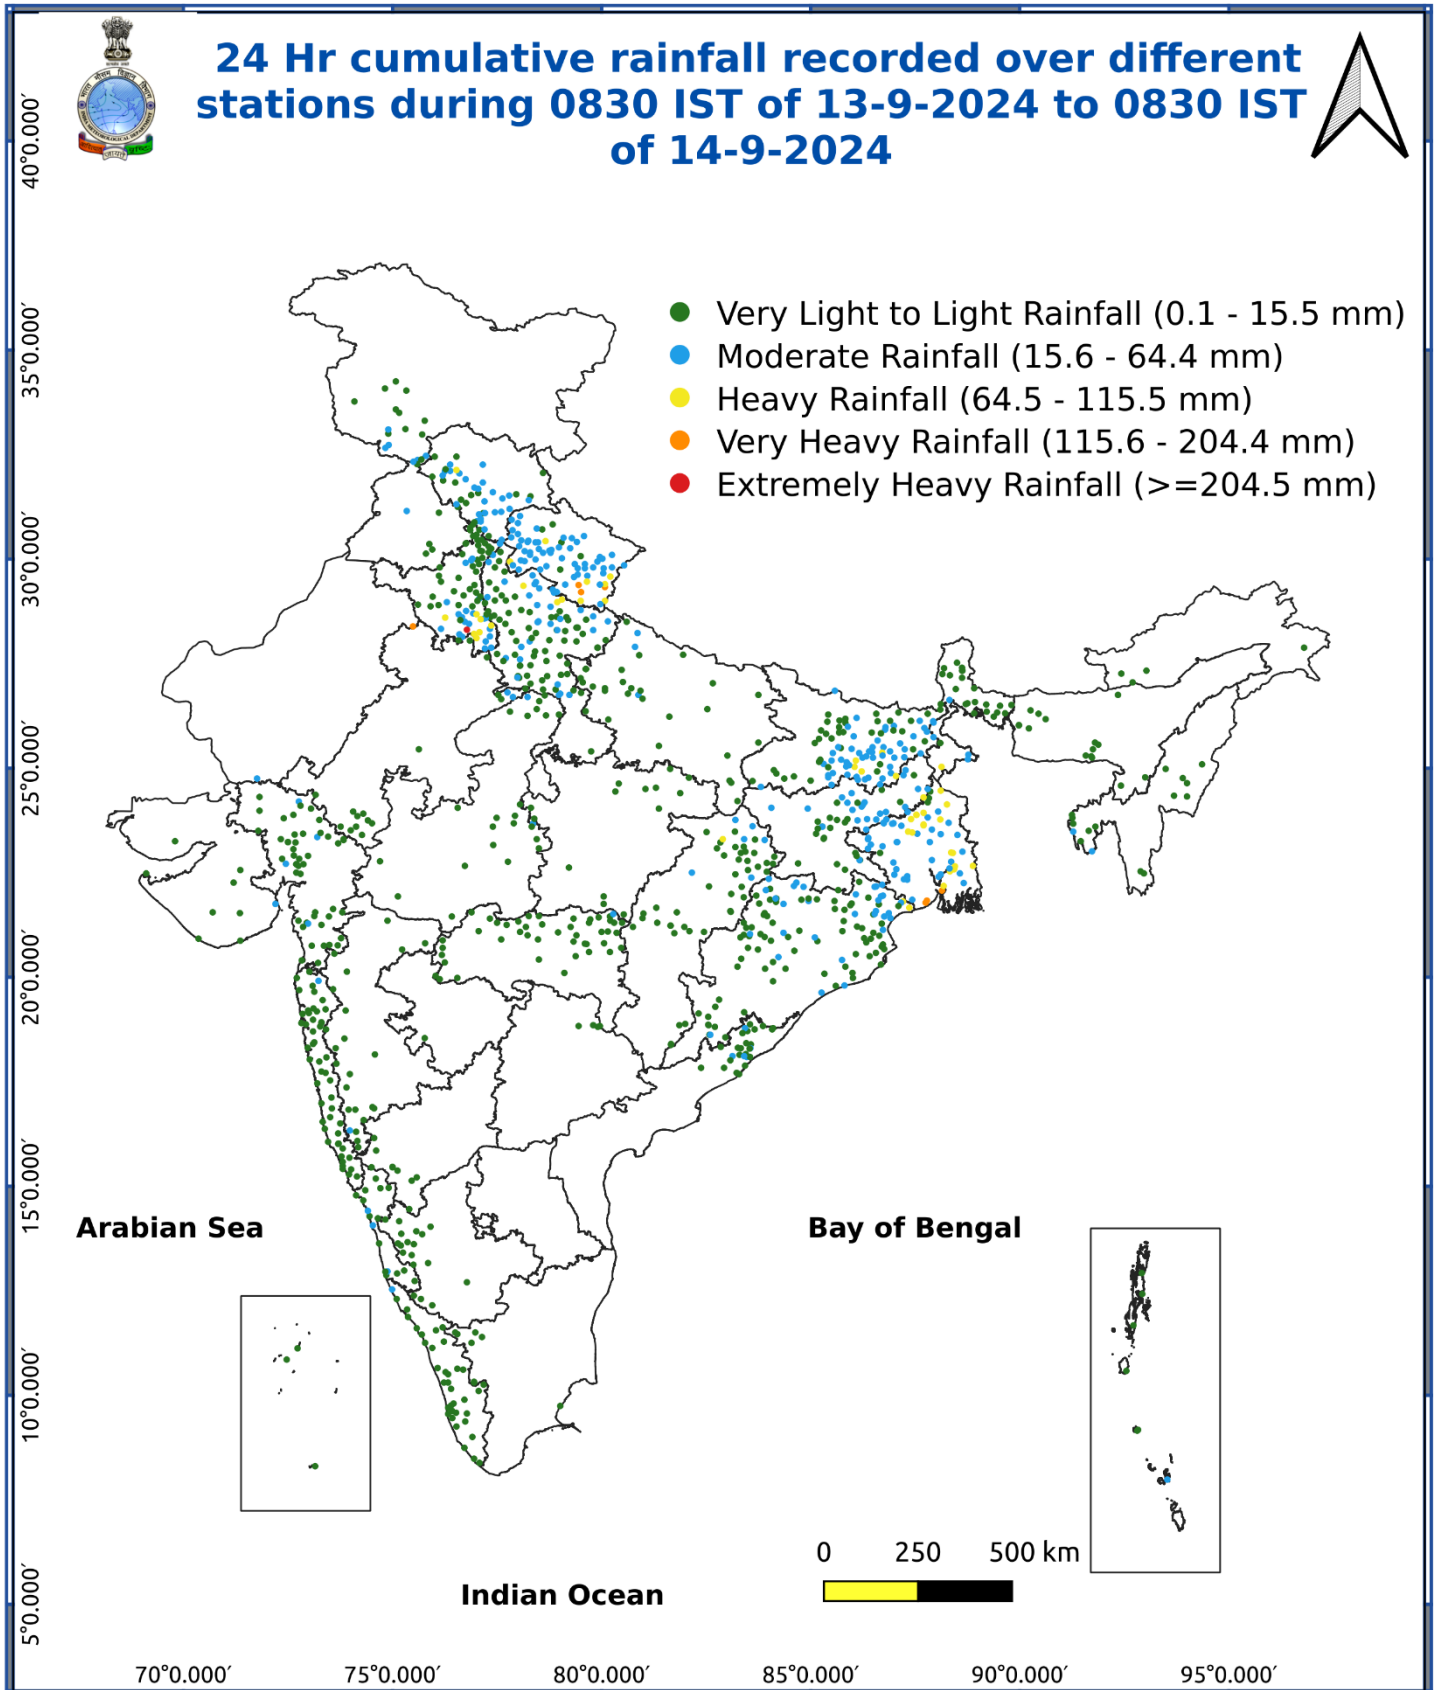 24 Hr cumulative rainfall recorded over different
stations during 0830 IST of 13-9-2024 to 0830 IST
of 14-9-2024
Very Light to Light Rainfall (0.1 - 15.5 mm)
Moderate Rainfall (15.6 - 64.4 mm)
Heavy Rainfall (64.5 - 115.5 mm)
Very Heavy Rainfall (115.6 - 204.4 mm)
Extremely Heavy Rainfall (>=204.5 mm)
40°0.000′
35°0.000′
30°0.000′
25°0.000′
20°0.000′
15°0.000′
10°0.000′
5°0.000′
Arabian Sea
Bay of Bengal
Indian Ocean
0 250 500 km
70°0.000′ 75°0.000′ 80°0.000′ 85°0.000′ 90°0.000′ 95°0.000′